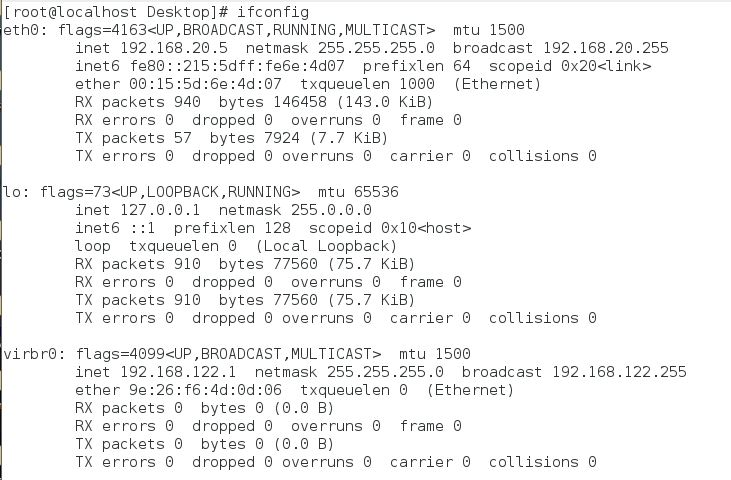 [root@localhost Desktop]# ifconfig
eth0: flags=4163<UP,BROADCAST,RUNNING,MULTICAST>  mtu 1500
        inet 192.168.20.5  netmask 255.255.255.0  broadcast 192.168.20.255
        inet6 fe80::215:5dff:fe6e:4d07  prefixlen 64  scopeid 0x20<link>
        ether 00:15:5d:6e:4d:07  txqueuelen 1000  (Ethernet)
        RX packets 940  bytes 146458 (143.0 KiB)
        RX errors 0  dropped 0  overruns 0  frame 0
        TX packets 57  bytes 7924 (7.7 KiB)
        TX errors 0  dropped 0 overruns 0  carrier 0  collisions 0

lo: flags=73<UP,LOOPBACK,RUNNING>  mtu 65536
        inet 127.0.0.1  netmask 255.0.0.0
        inet6 ::1  prefixlen 128  scopeid 0x10<host>
        loop  txqueuelen 0  (Local Loopback)
        RX packets 910  bytes 77560 (75.7 KiB)
        RX errors 0  dropped 0  overruns 0  frame 0
        TX packets 910  bytes 77560 (75.7 KiB)
        TX errors 0  dropped 0 overruns 0  carrier 0  collisions 0

virbr0: flags=4099<UP,BROADCAST,MULTICAST>  mtu 1500
        inet 192.168.122.1  netmask 255.255.255.0  broadcast 192.168.122.255
        ether 9e:26:f6:4d:0d:06  txqueuelen 0  (Ethernet)
        RX packets 0  bytes 0 (0.0 B)
        RX errors 0  dropped 0  overruns 0  frame 0
        TX packets 0  bytes 0 (0.0 B)
        TX errors 0  dropped 0 overruns 0  carrier 0  collisions 0